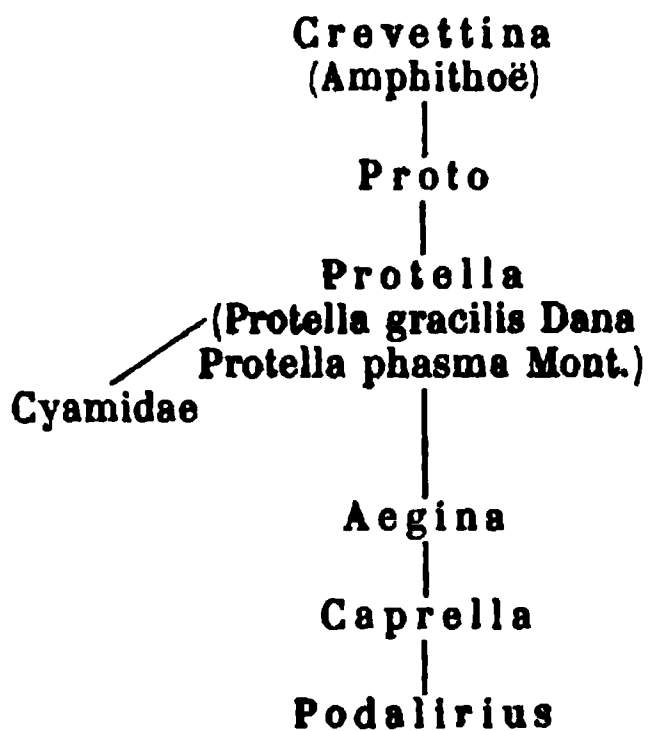 Crevettina
(Amphithoë)
Proto
Protella
(Protella gracilis Dana
Protella phasma Mont.)
Cyamidae
Aegina
Caprella
Podalirius